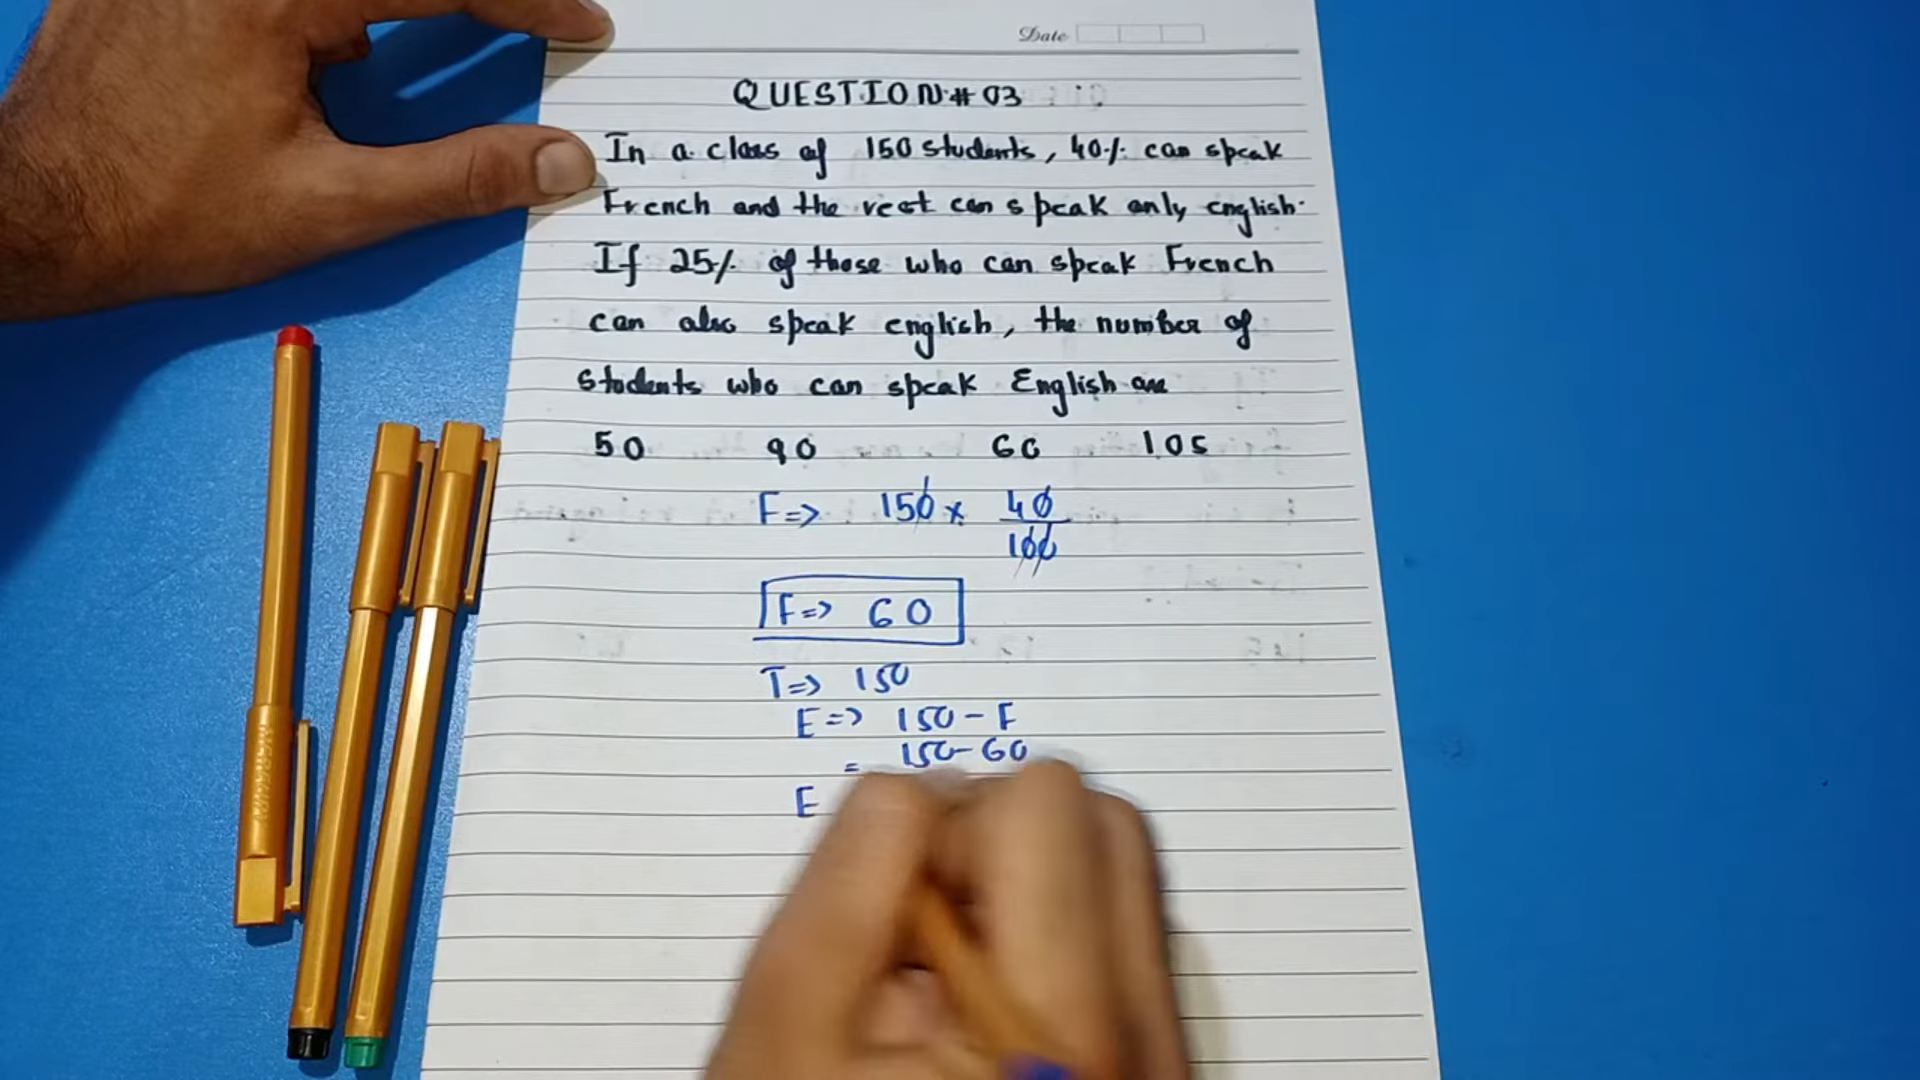 Date
QUESTION # 03
In a class of 150 students, 40% can speak
French and the rest can speak only english.
If 25% of those who can speak French
can also speak english, the number of
students who can speak English are
50 90 60 105
F => 150 x 40
100
F => 60
T => 150
E => 150 - F
= 150 - 60
E